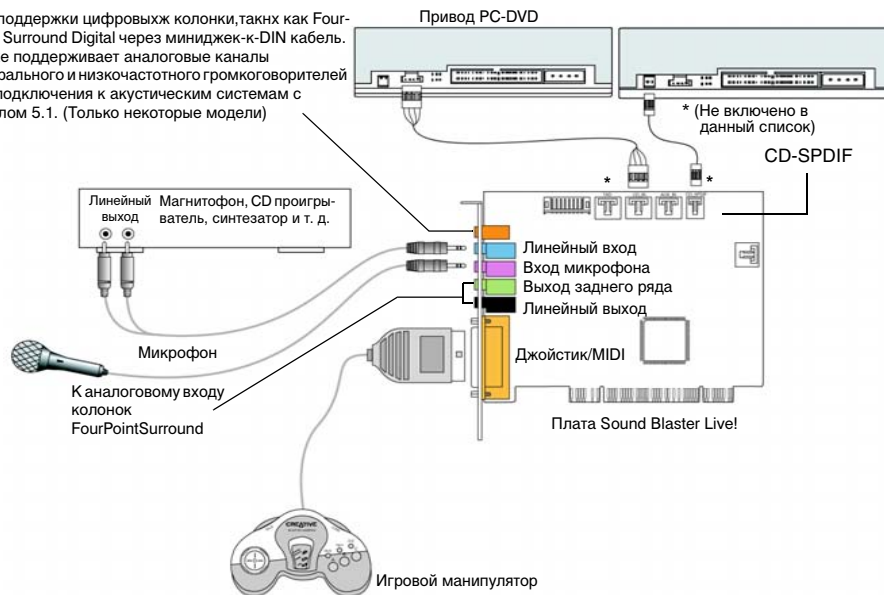 поддержки цифровыхж колонки,такнх как Four-
Surround Digital через миниджек-к-DIN кабель.
е поддерживает аналоговые каналы
рального и низкочастотного громкоговорителей
подключения к акустическим системам с
лом 5.1. (Только некоторые модели)
Привод PC-DVD
* (Не включено в
данный список)
CD-SPDIF
*
*
Линейный
выход
Магнитофон, CD проигры-
ватель, синтезатор и т. д.
Линейный вход
Вход микрофона
Выход заднего ряда
Линейный выход
Микрофон
Джойстик/MIDI
К аналоговому входу
колонок
FourPointSurround
Плата Sound Blaster Live!
CREATIVE
Игровой манипулятор